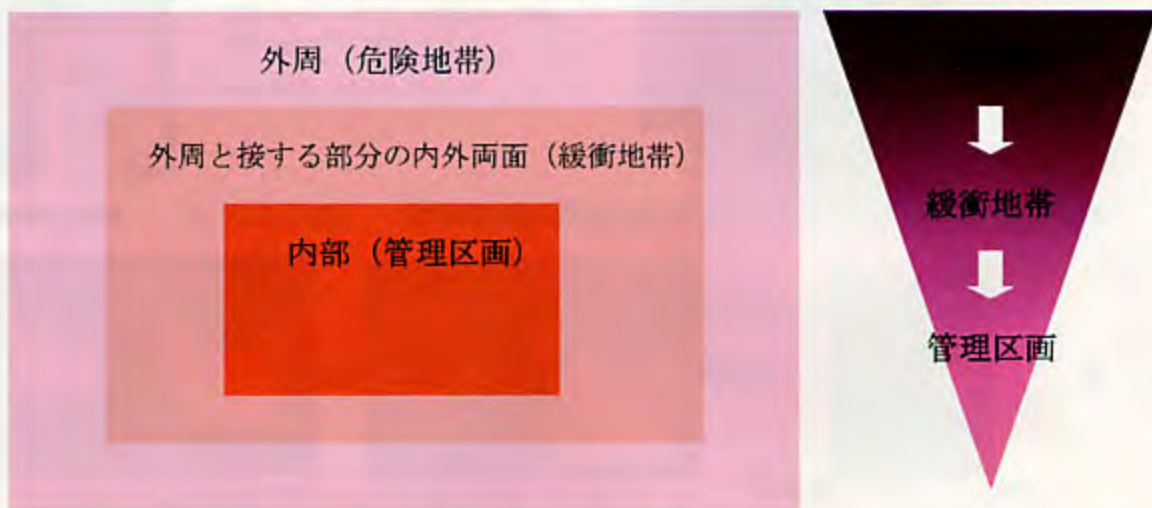 外周（危険地帯）
外周と接する部分の内外両面（緩衝地帯）
内部（管理区画）
緩衝地帯
管理区画